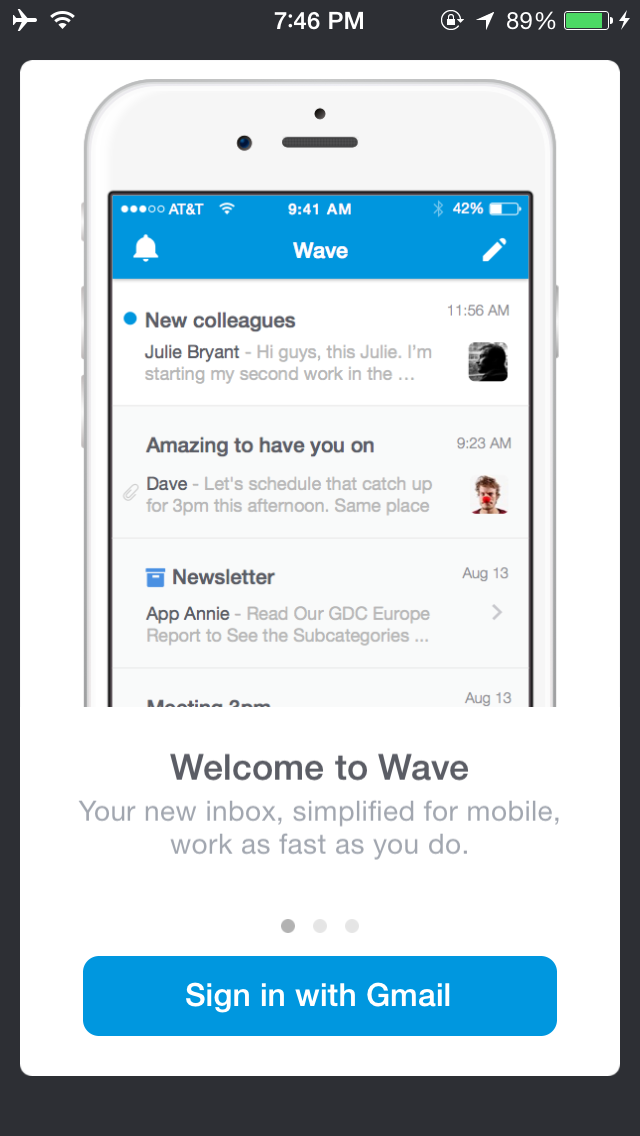 7:46 PM 89%
AT&T 9:41 AM 42%
Wave
11:56 AM
New colleagues
Julie Bryant - Hi guys, this Julie. I'm
starting my second work in the ...
Amazing to have you on 9:23 AM
Dave - Let's schedule that catch up
for 3pm this afternoon. Same place
Newsletter Aug 13
App Annie - Read Our GDC Europe
Report to See the Subcategories ...
Meeting 3pm Aug 13
Welcome to Wave
Your new inbox, simplified for mobile,
work as fast as you do.
Sign in with Gmail